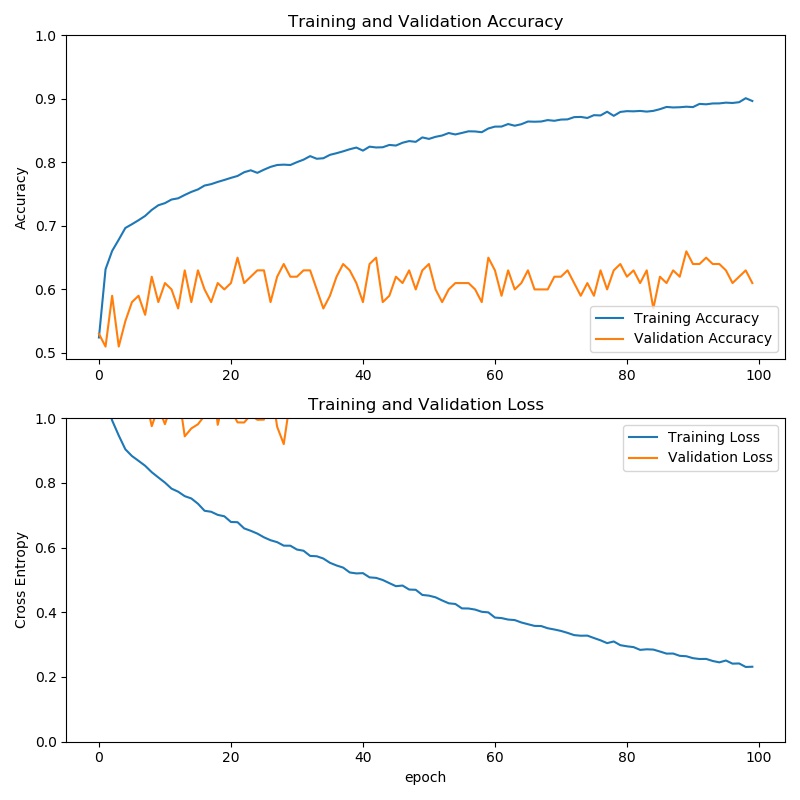 Training and Validation Accuracy
1.0
0.9
0.8
0.7
0.6
0.5
Accuracy
Training Accuracy
Validation Accuracy
0 20 40 60 80 100
Training and Validation Loss
1.0
0.8
0.6
0.4
0.2
0.0
Cross Entropy
Training Loss
Validation Loss
0 20 40 60 80 100
epoch